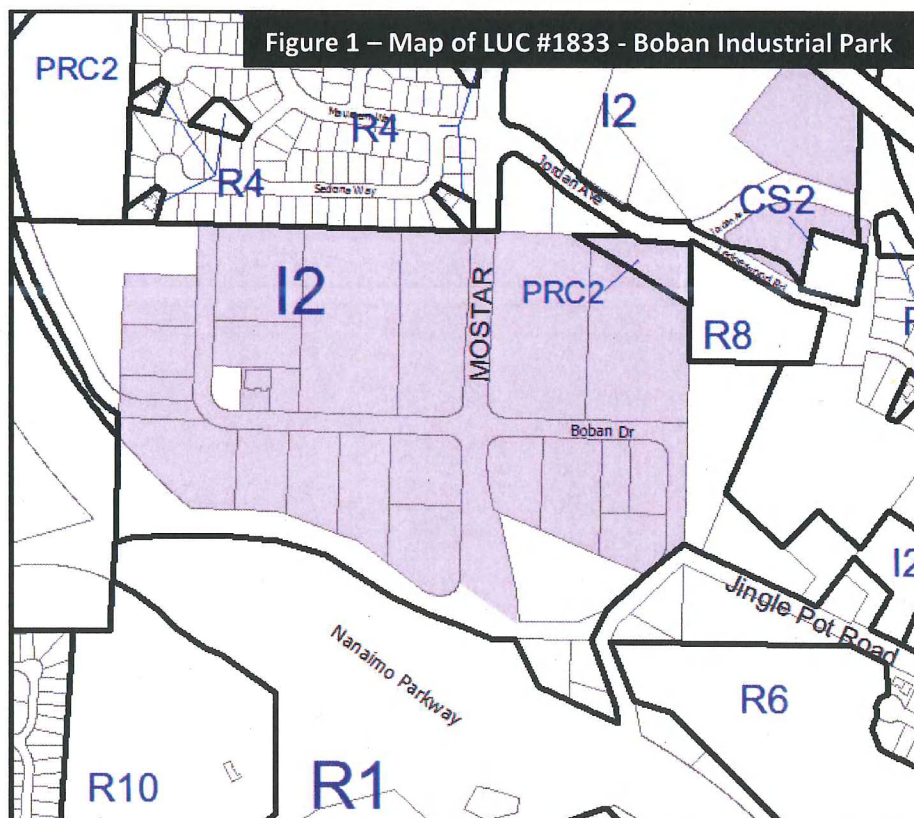 Figure 1 – Map of LUC #1833 - Boban Industrial Park
PRC2
I2
R4
R4
Sedona Way
Jordan Ave
CS2
I2
MOSTAR
PRC2
R8
Boban Dr
I2
Jingle Pot Road
Nanaimo Parkway
R6
R10
R1